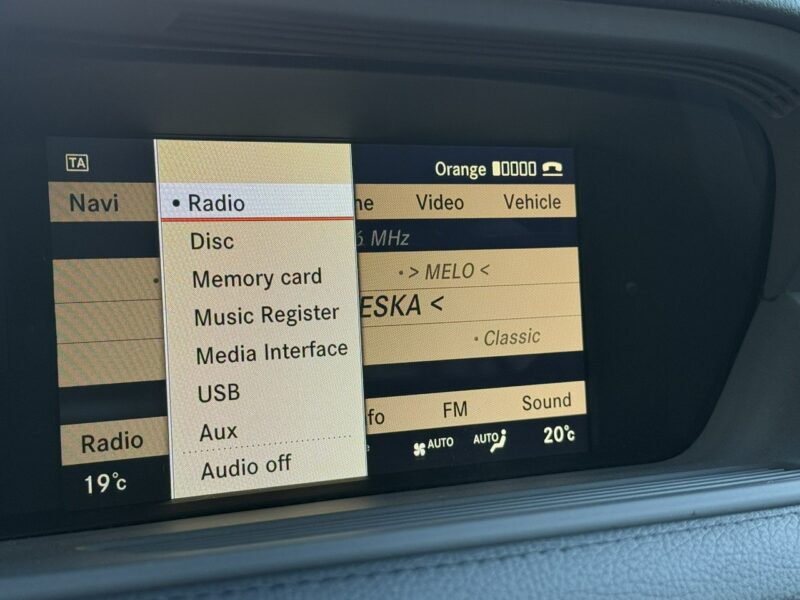 TA
Orange
Navi
• Radio
Video
Vehicle
Disc
MHz
Memory card
• > MELO <
Music Register
ESKA <
Media Interface
• Classic
USB
Radio
Aux
FM
Sound
Audio off
19°C
AUTO
AUTO
20°C